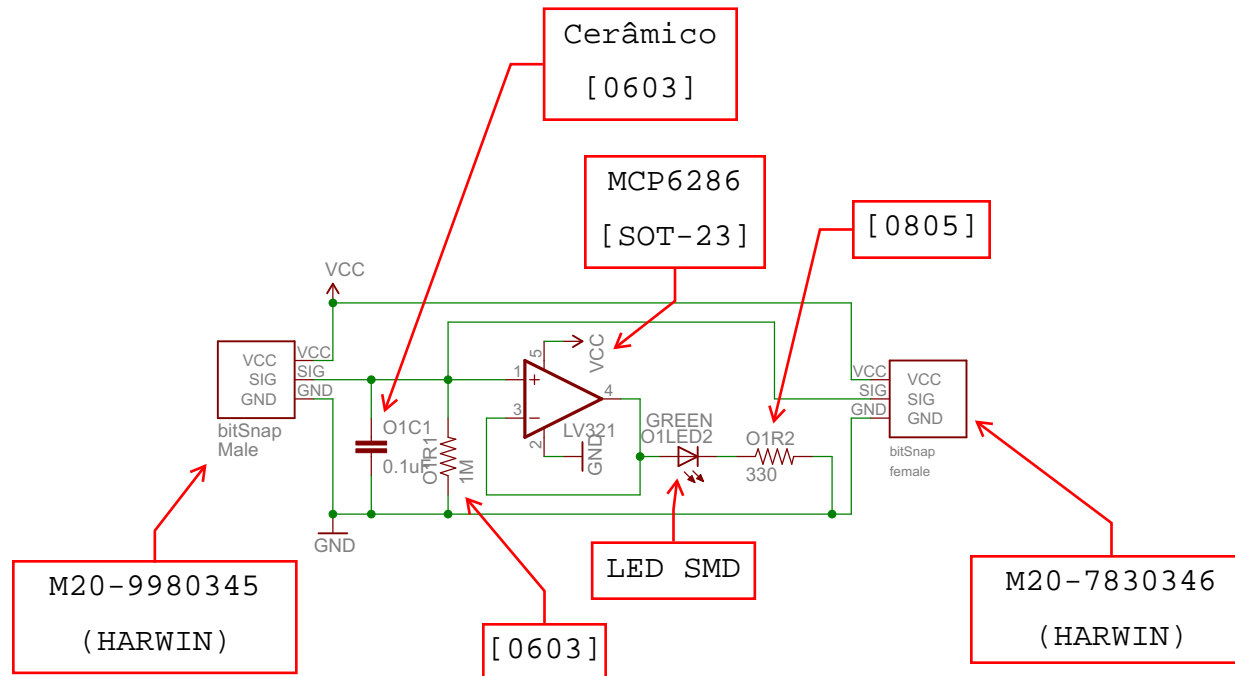 Cerâmico
[0603]
MCP6286
[SOT-23]
[0805]
VCC
VCC
SIG
GND
VCC
SIG
GND
bitSnap
Male
O1C1
0.1uF
O1R1
1M
1
3
5
2
4
VCC
GND
LV321
GREEN
O1LED2
O1R2
330
VCC
SIG
GND
VCC
SIG
GND
bitSnap
female
GND
M20-9980345
(HARWIN)
[0603]
LED SMD
M20-7830346
(HARWIN)